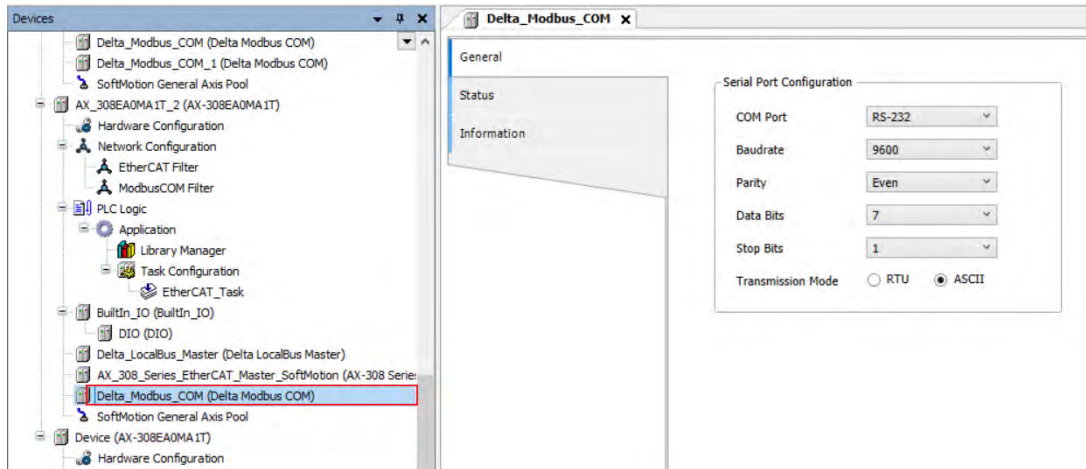 Devices
Delta_Modbus_COM (Delta Modbus COM)
Delta_Modbus_COM_1 (Delta Modbus COM)
SoftMotion General Axis Pool
AX_308EA0MA1T_2 (AX-308EA0MA1T)
Hardware Configuration
Network Configuration
EtherCAT Filter
ModbusCOM Filter
PLC Logic
Application
Library Manager
Task Configuration
EtherCAT_Task
BuiltIn_IO (BuiltIn_IO)
DIO (DIO)
Delta_LocalBus_Master (Delta LocalBus Master)
AX_308_Series_EtherCAT_Master_SoftMotion (AX-308 Serie
Delta_Modbus_COM (Delta Modbus COM)
SoftMotion General Axis Pool
Device (AX-308EA0MA1T)
Hardware Configuration
Delta_Modbus_COM
General
Status
Information
Serial Port Configuration
COM Port RS-232
Baudrate 9600
Parity Even
Data Bits 7
Stop Bits 1
Transmission Mode RTU ASCII